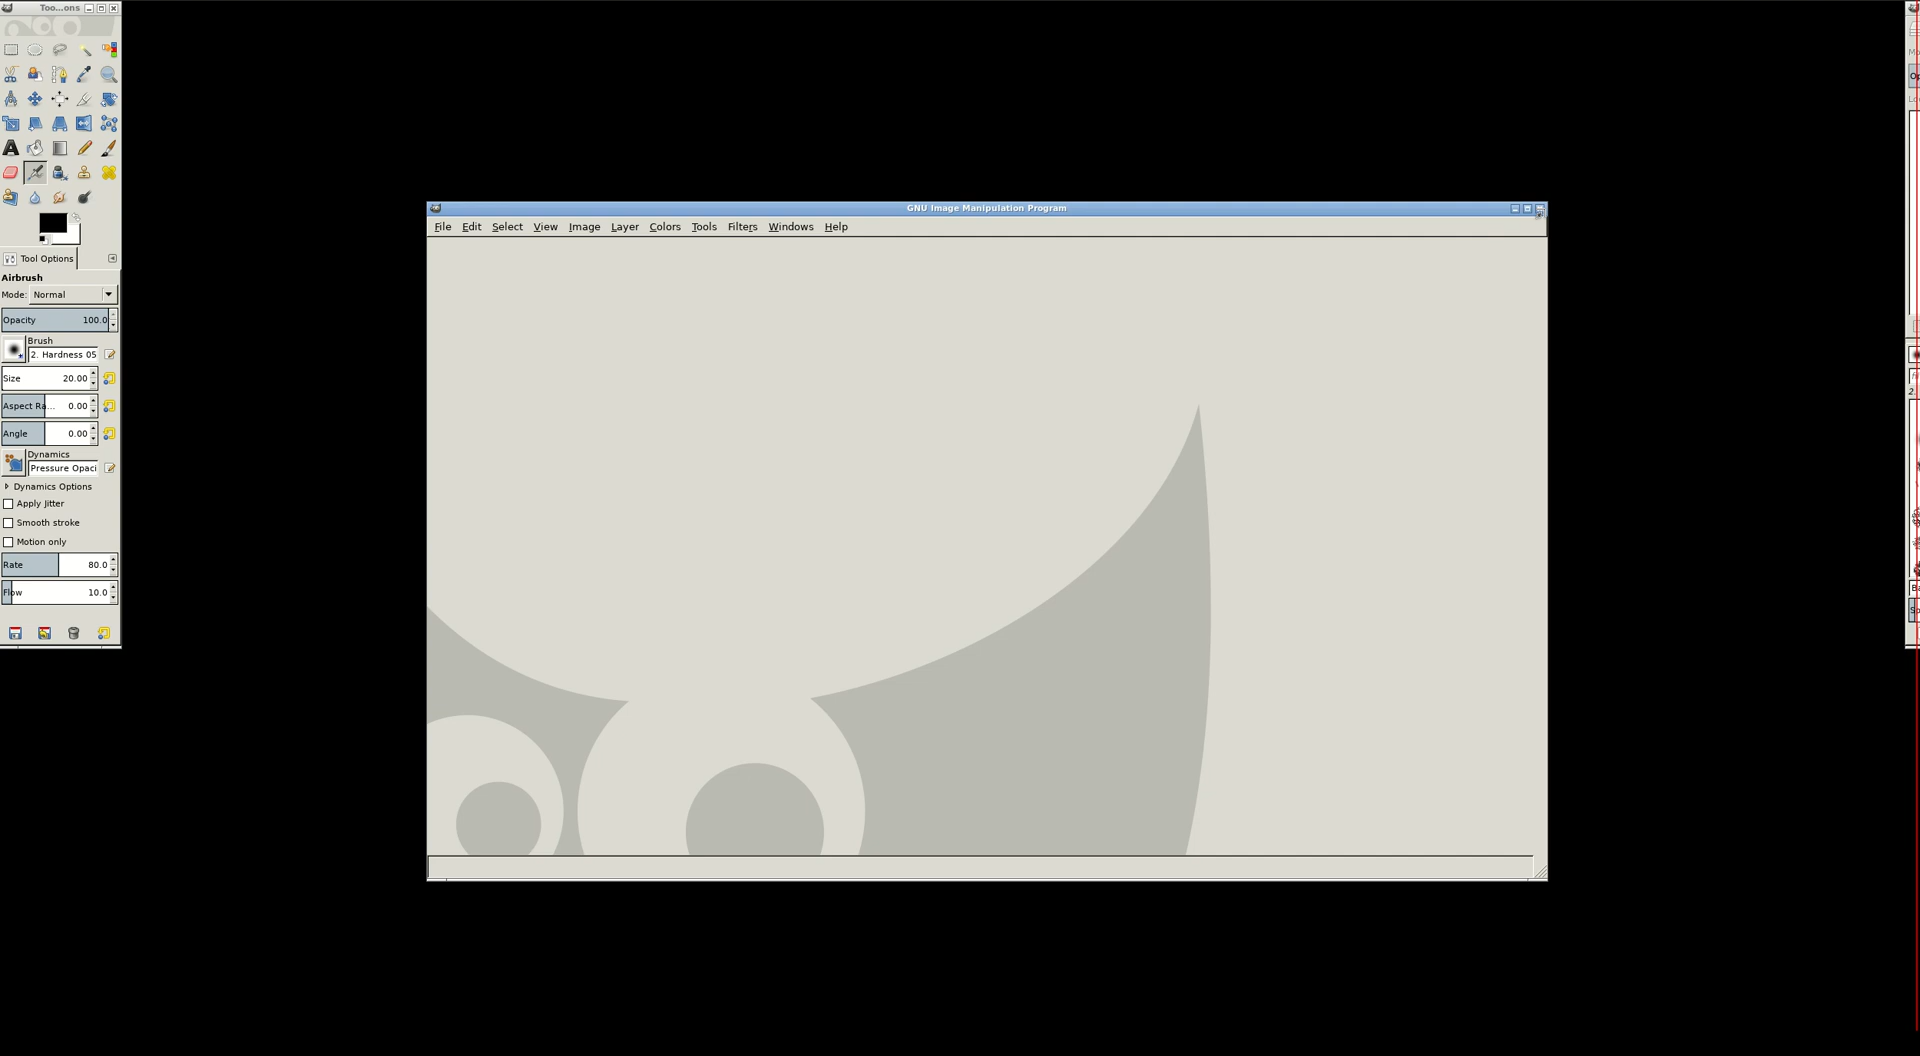 Too...ons
GNU Image Manipulation Program
File Edit Select View Image Layer Colors Tools Filters Windows Help
Tool Options
Airbrush
Mode: Normal
Opacity 100.0
Brush
2. Hardness 05
Size 20.00
Aspect Ra... 0.00
Angle 0.00
Dynamics
Pressure Opaci
Dynamics Options
Apply Jitter
Smooth stroke
Motion only
Rate 80.0
Flow 10.0